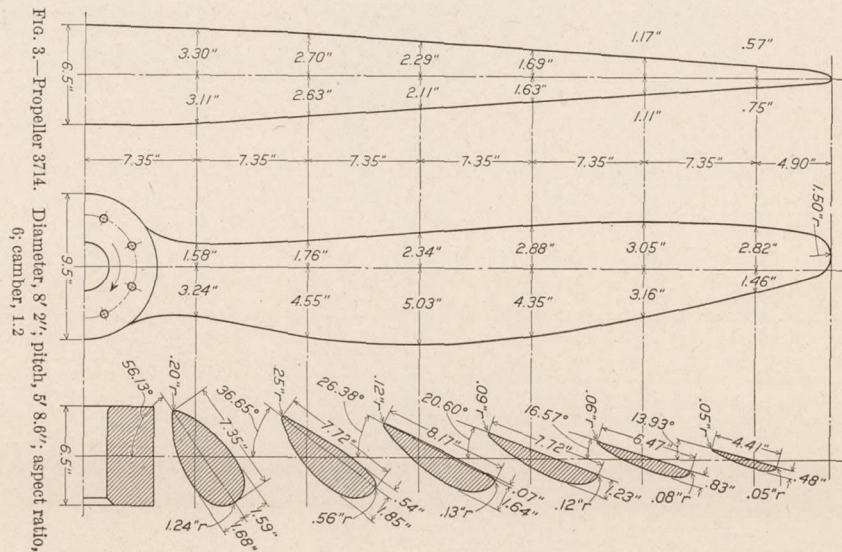 FIG. 3.—Propeller 3714. Diameter, 8′ 2″; pitch, 5′ 8.6″; aspect ratio,
6; camber, 1.2
3.30" 2.70" 2.29" 1.69" 1.17" .57"
6.5"
3.11" 2.63" 2.11" 1.63" 1.11" .75"
7.35" 7.35" 7.35" 7.35" 7.35" 7.35" 4.90"
1.50"r
9.5"
1.58" 1.76" 2.34" 2.88" 3.05" 2.82"
3.24" 4.55" 5.03" 4.35" 3.16" 1.46"
56.13° .20"r 36.65° .25"r 26.38° .12"r 20.60° .09"r 16.57° .06"r 13.93° .05"r
6.5"
7.35" 7.72" 8.17" 7.72" 6.47" 4.41"
1.24"r 1.68" 1.59" .56"r 1.85" .54" .13"r 1.64" .07" .12"r 1.23" .08"r .83" .05"r .48"